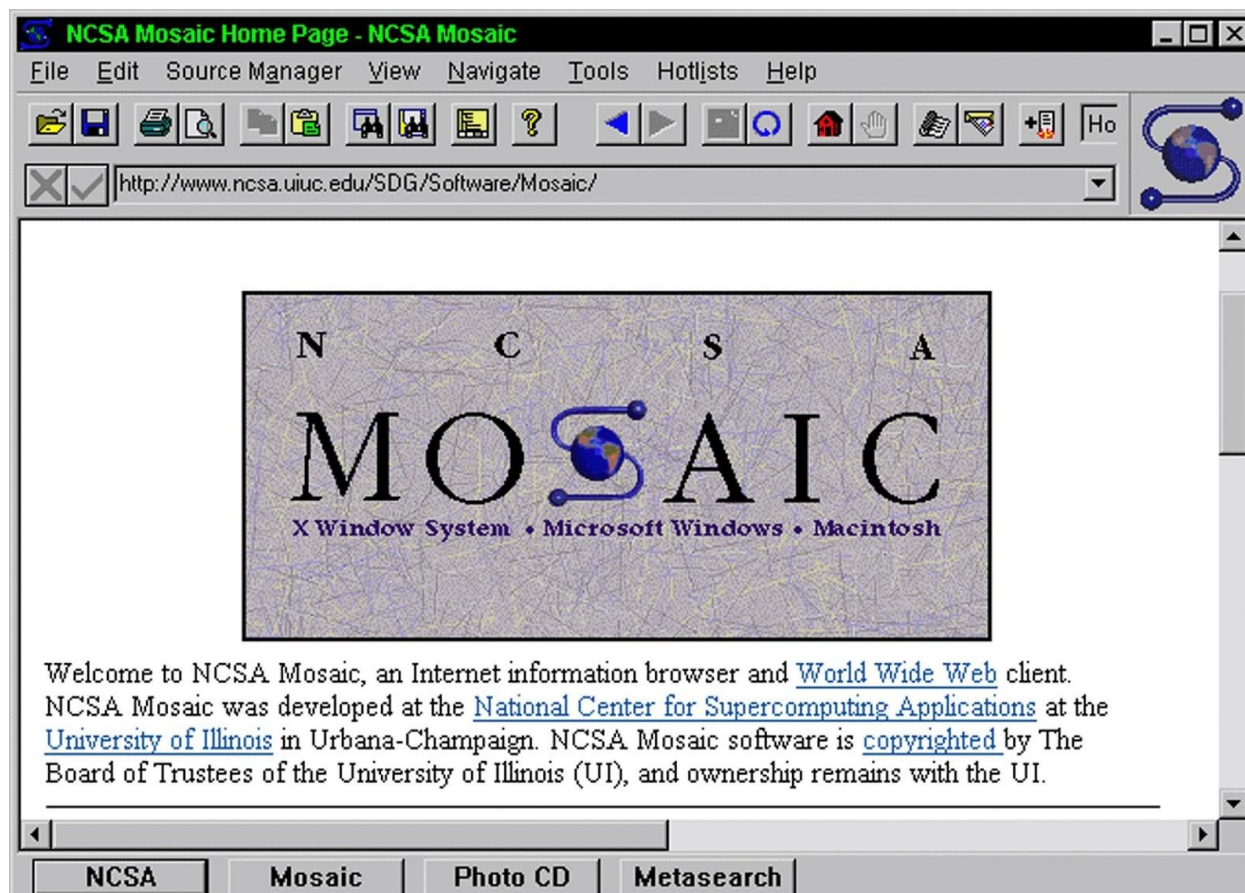 NCSA Mosaic Home Page - NCSA Mosaic
File Edit Source Manager View Navigate Tools Hotlists Help
Ho
http://www.ncsa.uiuc.edu/SDG/Software/Mosaic/
N C S A
MOSAIC
X Window System • Microsoft Windows • Macintosh
Welcome to NCSA Mosaic, an Internet information browser and World Wide Web client.
NCSA Mosaic was developed at the National Center for Supercomputing Applications at the
University of Illinois in Urbana-Champaign. NCSA Mosaic software is copyrighted by The
Board of Trustees of the University of Illinois (UI), and ownership remains with the UI.
NCSA Mosaic Photo CD Metasearch